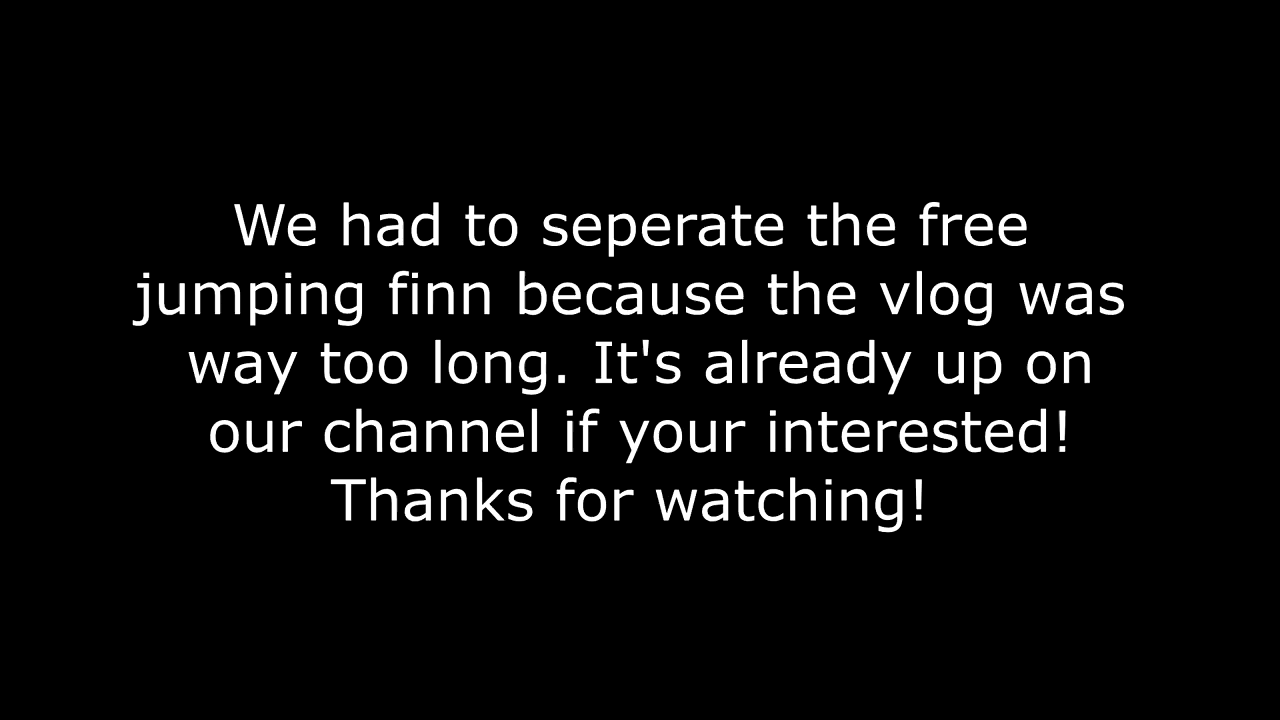 We had to seperate the free
jumping finn because the vlog was
way too long. It's already up on
our channel if your interested!
Thanks for watching!